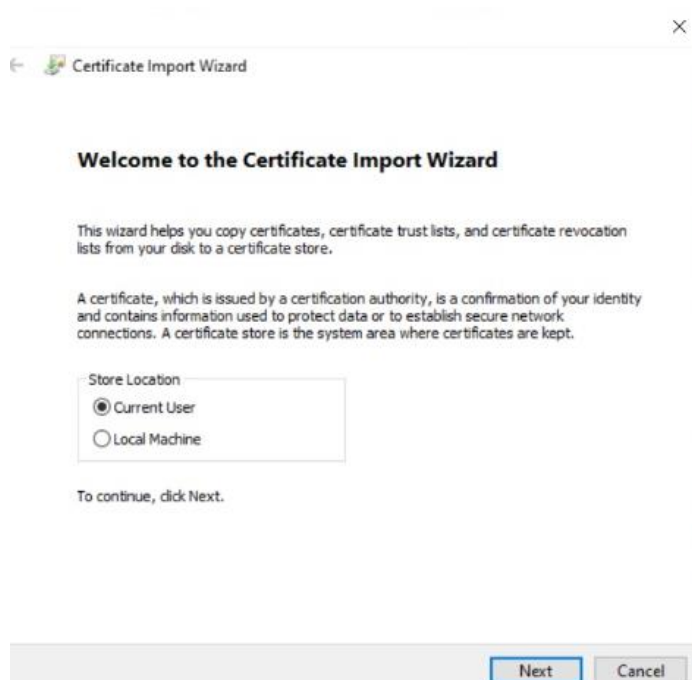 Certificate Import Wizard
Welcome to the Certificate Import Wizard
This wizard helps you copy certificates, certificate trust lists, and certificate revocation
lists from your disk to a certificate store.
A certificate, which is issued by a certification authority, is a confirmation of your identity
and contains information used to protect data or to establish secure network
connections. A certificate store is the system area where certificates are kept.
Store Location
Current User
Local Machine
To continue, click Next.
Next Cancel